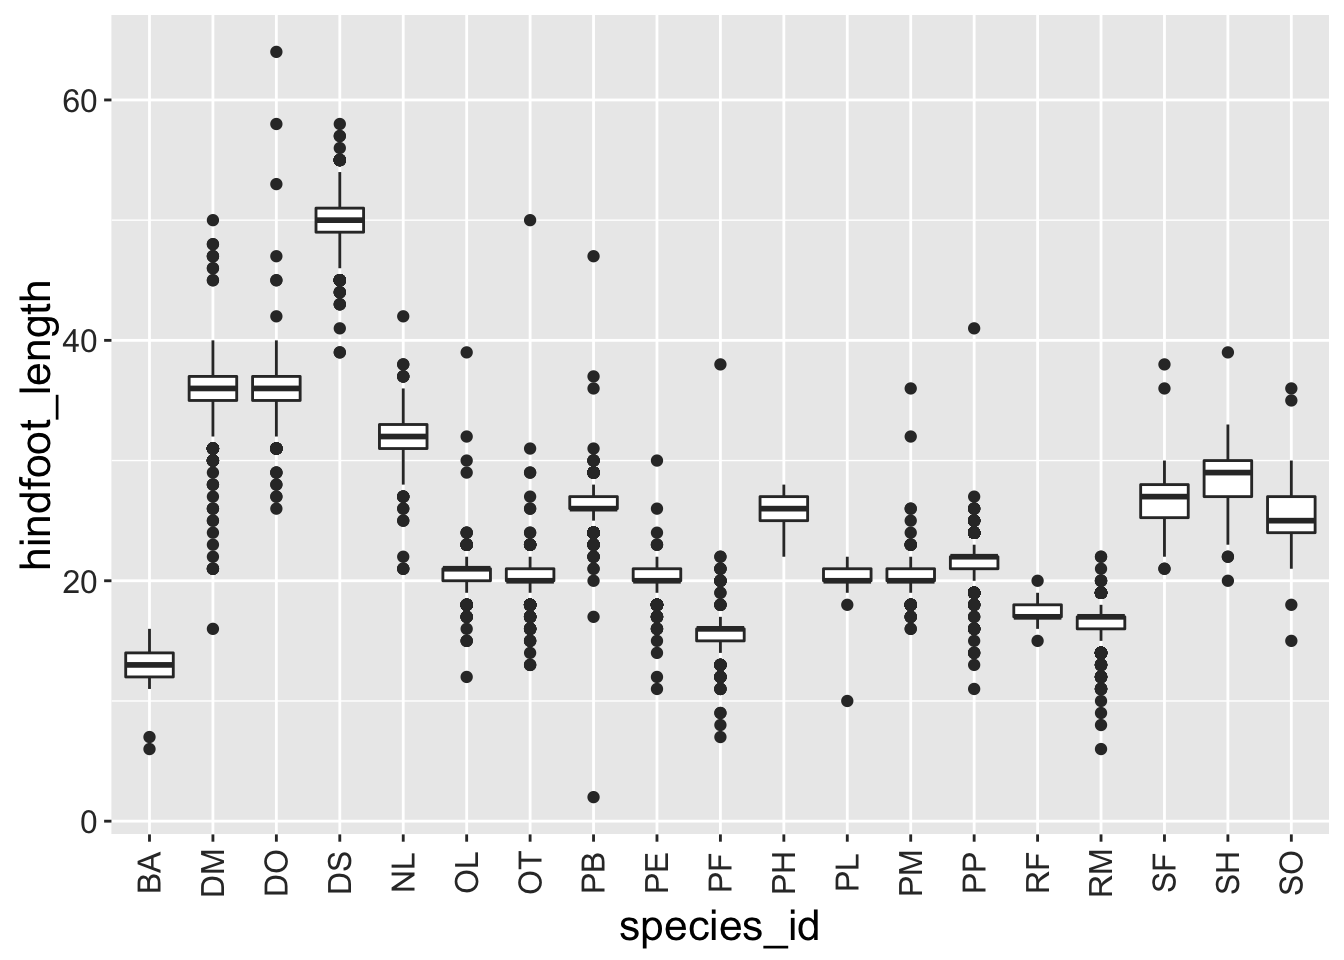 hindfoot_length
60
40
20
0
BA DM DO DS NL OL OT PB PE PF PH PL PM PP RF RM SF SH SO
species_id